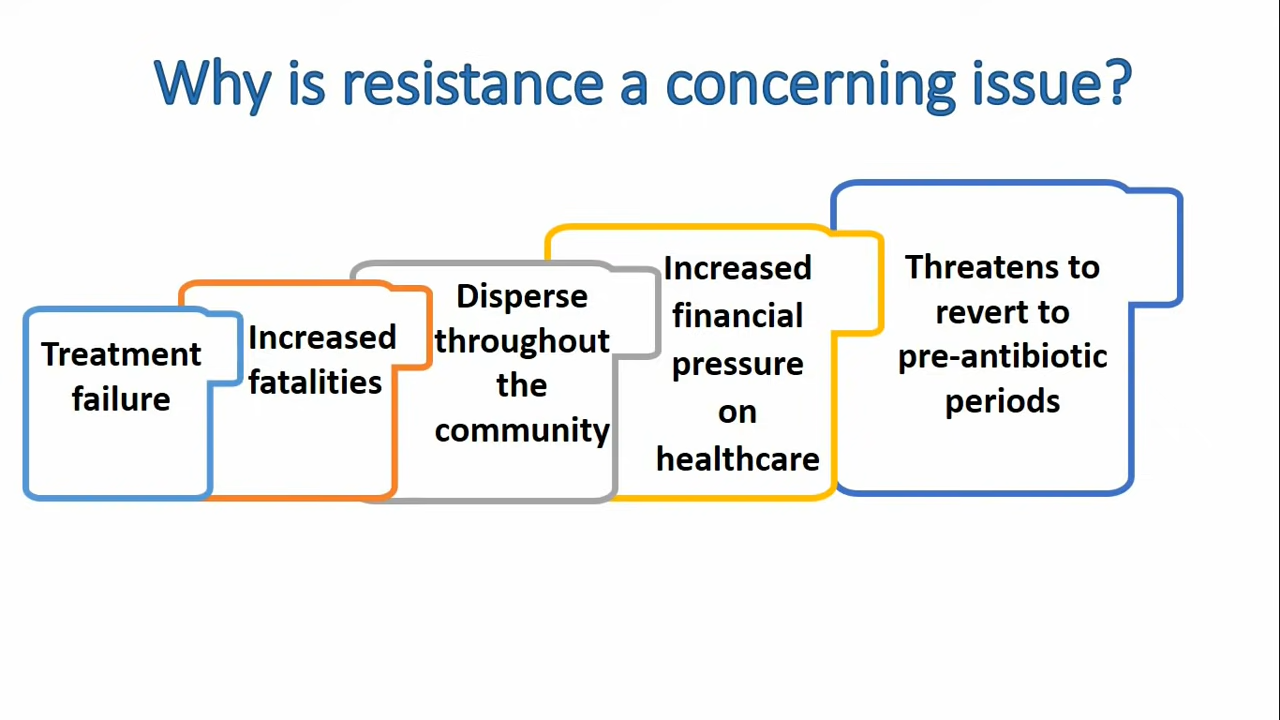 Why is resistance a concerning issue?
Treatment
failure
Increased
fatalities
Disperse
throughout
the
community
Increased
financial
pressure
on
healthcare
Threatens to
revert to
pre-antibiotic
periods